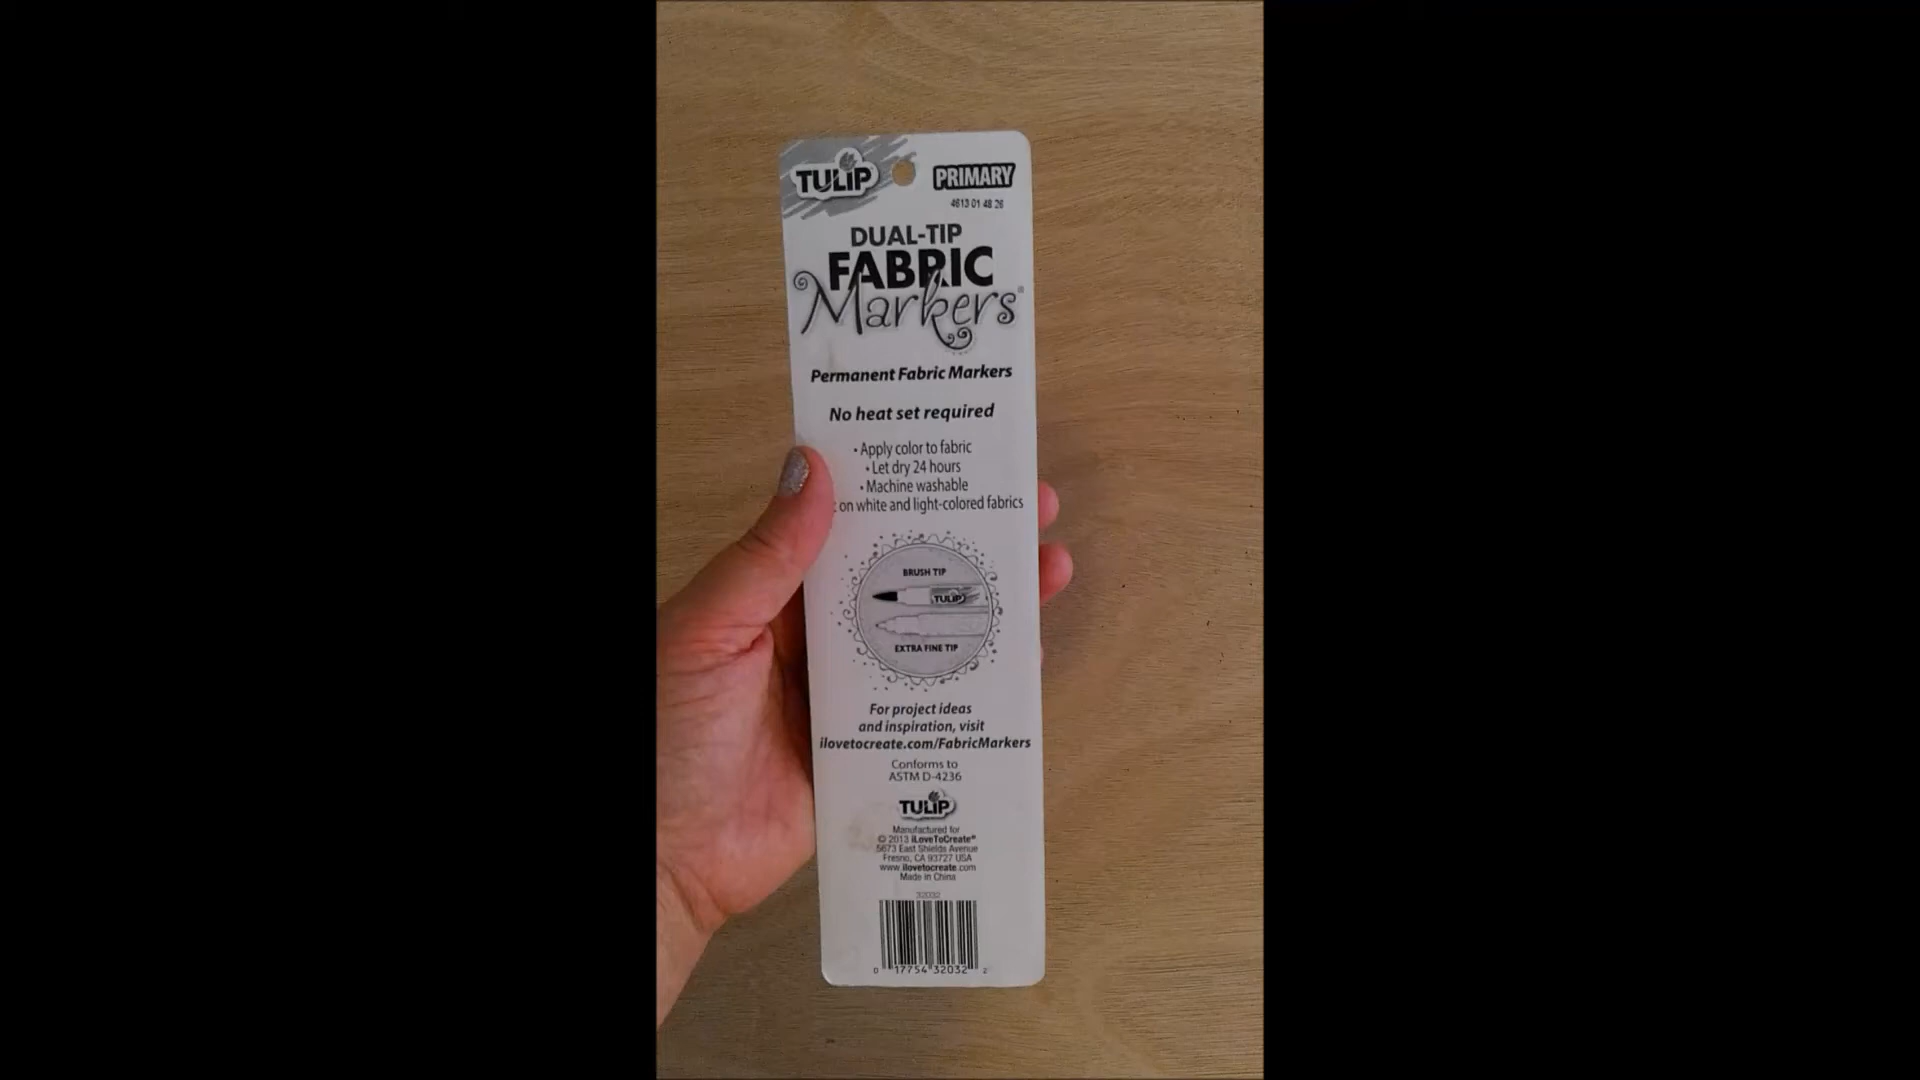 TULIP
PRIMARY
4613 01 48 26
DUAL-TIP
FABRIC
Markers®
Permanent Fabric Markers
No heat set required
• Apply color to fabric
• Let dry 24 hours
• Machine washable
on white and light-colored fabrics
BRUSH TIP
TULIP
EXTRA FINE TIP
For project ideas
and inspiration, visit
ilovetocreate.com/FabricMarkers
Conforms to
ASTM D-4236
TULIP
Manufactured for
© 2013 iLoveToCreate®
5673 East Shields Avenue
Fresno, CA 93727 USA
www.ilovetocreate.com
Made in China
32032
0 17754 32032 2